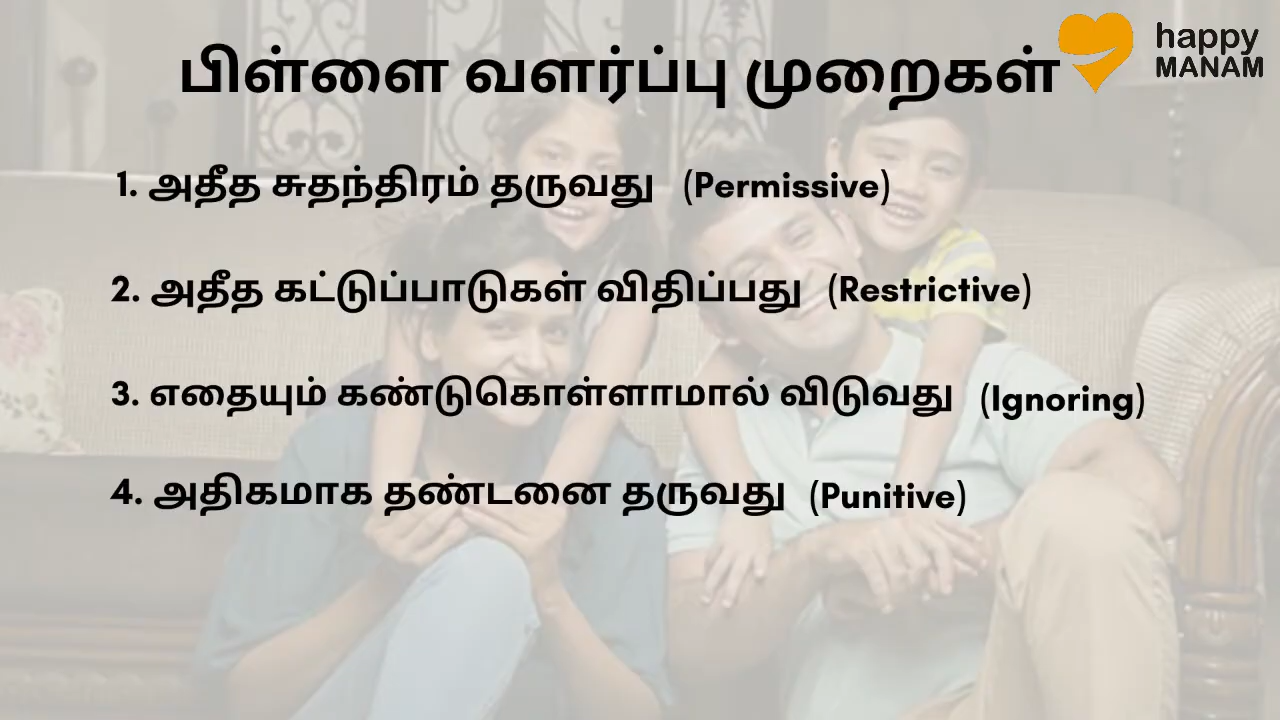 பிள்ளை வளர்ப்பு முறைகள்
happy
MANAM
1. அதீத சுதந்திரம் தருவது (Permissive)
2. அதீத கட்டுப்பாடுகள் விதிப்பது (Restrictive)
3. எதையும் கண்டுகொள்ளாமால் விடுவது (Ignoring)
4. அதிகமாக தண்டனை தருவது (Punitive)